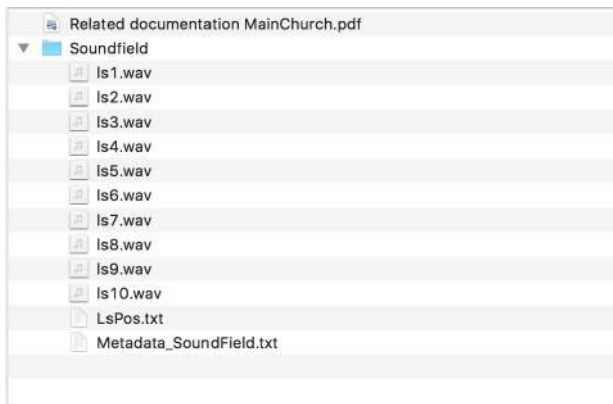 Related documentation MainChurch.pdf
Soundfield
ls1.wav
ls2.wav
ls3.wav
ls4.wav
ls5.wav
ls6.wav
ls7.wav
ls8.wav
ls9.wav
ls10.wav
LsPos.txt
Metadata_SoundField.txt